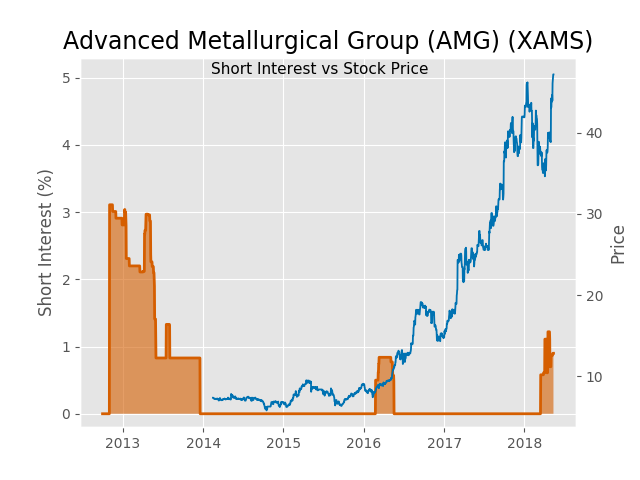 Advanced Metallurgical Group (AMG) (XAMS)
Short Interest vs Stock Price
Short Interest (%)
Price
5
4
3
2
1
0
40
30
20
10
2013 2014 2015 2016 2017 2018